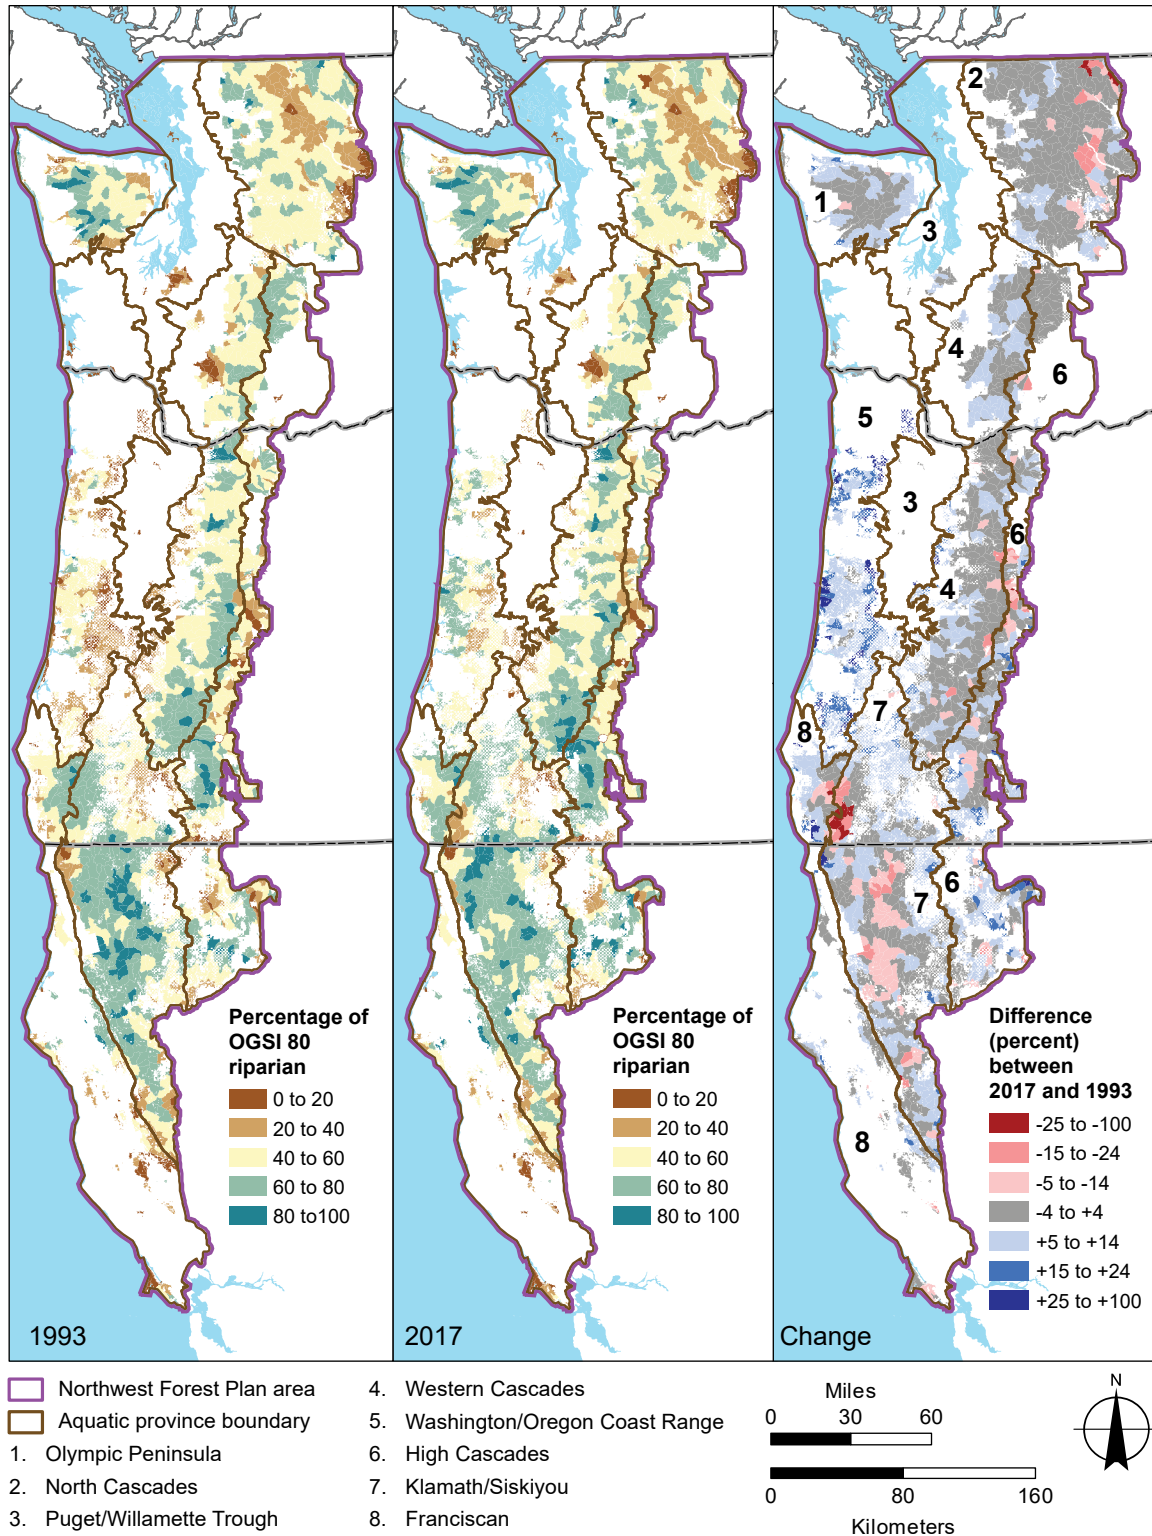 2
1
3
4
6
5
3
6
4
7
8
6
7
8
Percentage of
OGSI 80
riparian
0 to 20
20 to 40
40 to 60
60 to 80
80 to100
1993
Percentage of
OGSI 80
riparian
0 to 20
20 to 40
40 to 60
60 to 80
80 to 100
2017
Difference
(percent)
between
2017 and 1993
-25 to -100
-15 to -24
-5 to -14
-4 to +4
+5 to +14
+15 to +24
+25 to +100
Change
Northwest Forest Plan area
Aquatic province boundary
1. Olympic Peninsula
2. North Cascades
3. Puget/Willamette Trough
4. Western Cascades
5. Washington/Oregon Coast Range
6. High Cascades
7. Klamath/Siskiyou
8. Franciscan
Miles
0 30 60
0 80 160
Kilometers
N